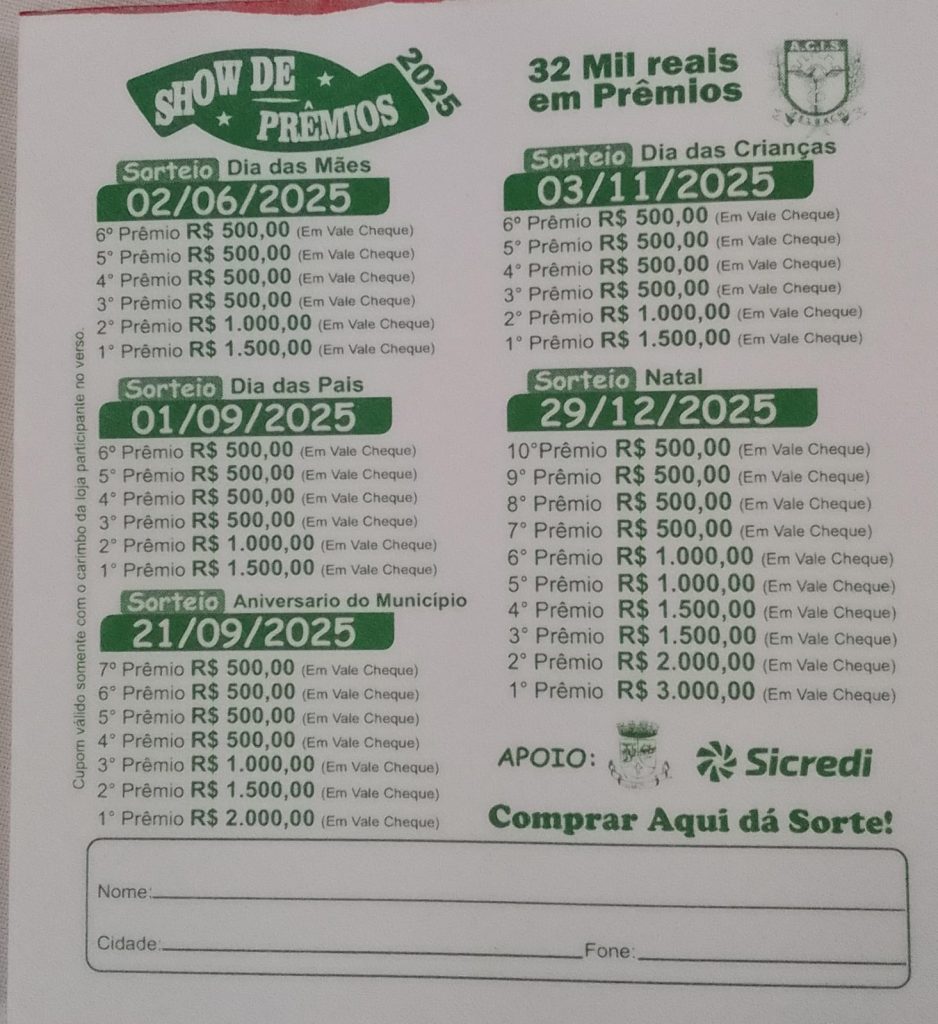 SHOW DE
PRÊMIOS
2025
32 Mil reais
em Prêmios
A.C.I.S.
SELBACH
Sorteio Dia das Mães
02/06/2025
6º Prêmio R$ 500,00 (Em Vale Cheque)
5° Prêmio R$ 500,00 (Em Vale Cheque)
4° Prêmio R$ 500,00 (Em Vale Cheque)
3° Prêmio R$ 500,00 (Em Vale Cheque)
2° Prêmio R$ 1.000,00 (Em Vale Cheque)
1° Prêmio R$ 1.500,00 (Em Vale Cheque)
Sorteio Dia das Pais
01/09/2025
6º Prêmio R$ 500,00 (Em Vale Cheque)
5° Prêmio R$ 500,00 (Em Vale Cheque)
4° Prêmio R$ 500,00 (Em Vale Cheque)
3° Prêmio R$ 500,00 (Em Vale Cheque)
2° Prêmio R$ 1.000,00 (Em Vale Cheque)
1° Prêmio R$ 1.500,00 (Em Vale Cheque)
Sorteio Aniversario do Município
21/09/2025
7º Prêmio R$ 500,00 (Em Vale Cheque)
6° Prêmio R$ 500,00 (Em Vale Cheque)
5° Prêmio R$ 500,00 (Em Vale Cheque)
4° Prêmio R$ 500,00 (Em Vale Cheque)
3° Prêmio R$ 1.000,00 (Em Vale Cheque)
2° Prêmio R$ 1.500,00 (Em Vale Cheque)
1° Prêmio R$ 2.000,00 (Em Vale Cheque)
Cupom válido somente com o carimbo da loja participante no verso.
Sorteio Dia das Crianças
03/11/2025
6º Prêmio R$ 500,00 (Em Vale Cheque)
5° Prêmio R$ 500,00 (Em Vale Cheque)
4° Prêmio R$ 500,00 (Em Vale Cheque)
3° Prêmio R$ 500,00 (Em Vale Cheque)
2° Prêmio R$ 1.000,00 (Em Vale Cheque)
1° Prêmio R$ 1.500,00 (Em Vale Cheque)
Sorteio Natal
29/12/2025
10°Prêmio R$ 500,00 (Em Vale Cheque)
9° Prêmio R$ 500,00 (Em Vale Cheque)
8° Prêmio R$ 500,00 (Em Vale Cheque)
7° Prêmio R$ 500,00 (Em Vale Cheque)
6° Prêmio R$ 1.000,00 (Em Vale Cheque)
5° Prêmio R$ 1.000,00 (Em Vale Cheque)
4° Prêmio R$ 1.500,00 (Em Vale Cheque)
3° Prêmio R$ 1.500,00 (Em Vale Cheque)
2° Prêmio R$ 2.000,00 (Em Vale Cheque)
1° Prêmio R$ 3.000,00 (Em Vale Cheque)
APOIO: Sicredi
Comprar Aqui dá Sorte!
Nome:
Cidade: Fone: